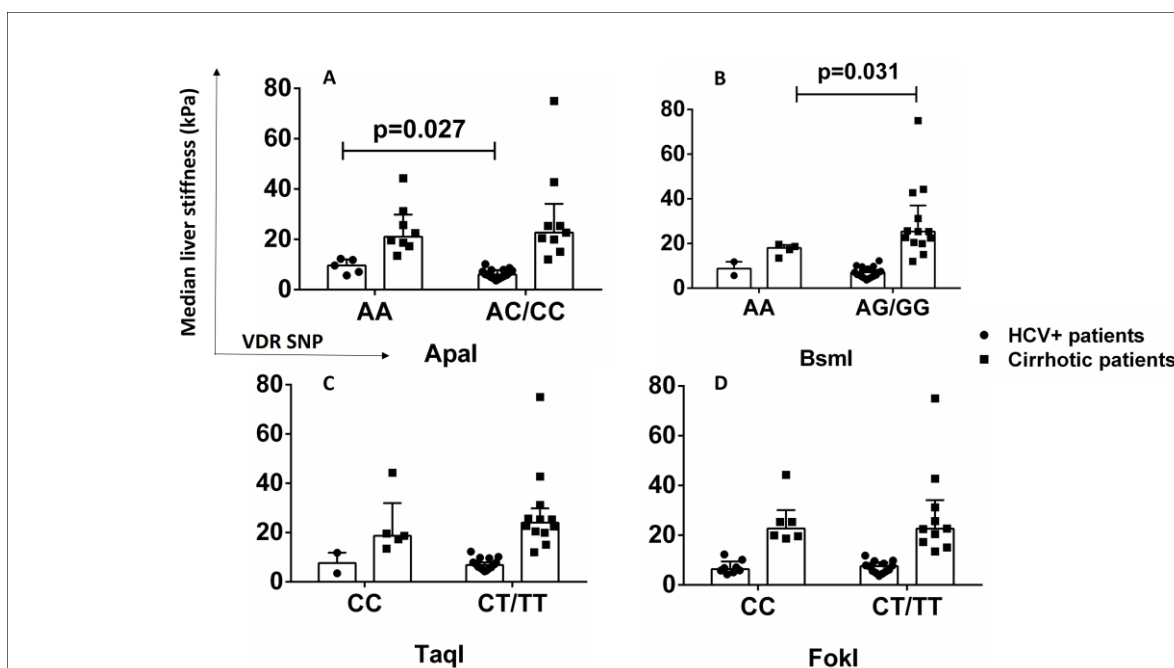 Median liver stiffness (kPa)
VDR SNP
A
80
60
40
20
0
p=0.027
AA
AC/CC
ApaI
B
p=0.031
80
60
40
20
0
AA
AG/GG
BsmI
HCV+ patients
Cirrhotic patients
C
80
60
40
20
0
CC
CT/TT
TaqI
D
80
60
40
20
0
CC
CT/TT
FokI